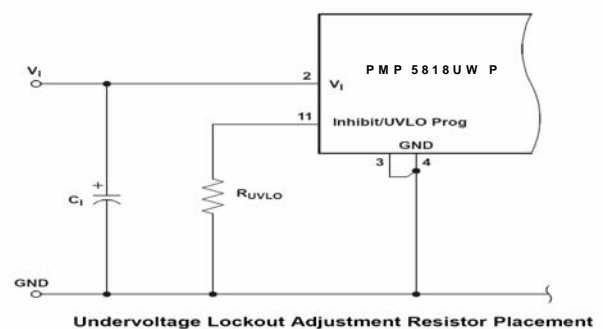 PMP 5818UW P
VI
2
VI
11
Inhibit/UVLO Prog
GND
3
4
+
CI
RUVLO
GND
Undervoltage Lockout Adjustment Resistor Placement